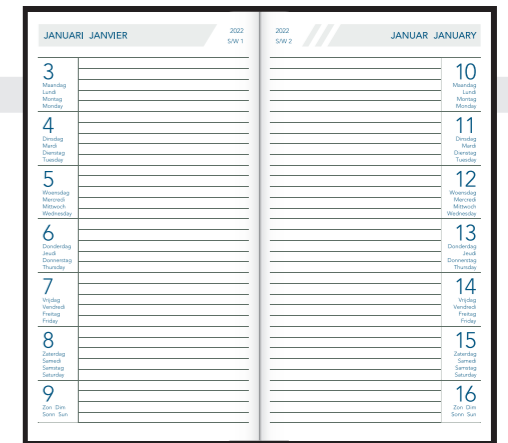 JANUARI JANVIER
2022
S/W 1
3
Maandag
Lundi
Montag
Monday
4
Dinsdag
Mardi
Dienstag
Tuesday
5
Woensdag
Mercredi
Mittwoch
Wednesday
6
Donderdag
Jeudi
Donnerstag
Thursday
7
Vrijdag
Vendredi
Freitag
Friday
8
Zaterdag
Samedi
Samstag
Saturday
9
Zon Dim
Sonn Sun
2022
S/W 2
JANUAR JANUARY
10
Maandag
Lundi
Montag
Monday
11
Dinsdag
Mardi
Dienstag
Tuesday
12
Woensdag
Mercredi
Mittwoch
Wednesday
13
Donderdag
Jeudi
Donnerstag
Thursday
14
Vrijdag
Vendredi
Freitag
Friday
15
Zaterdag
Samedi
Samstag
Saturday
16
Zon Dim
Sonn Sun